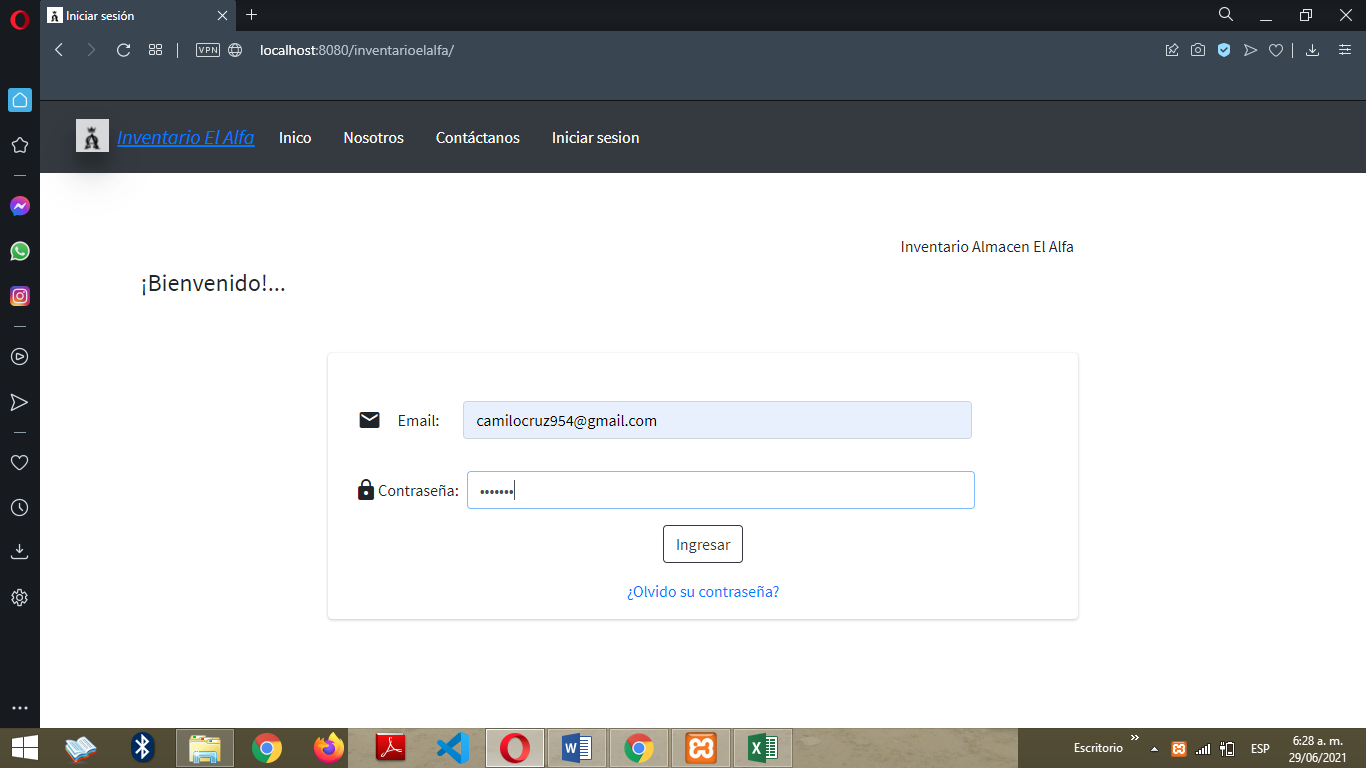 Iniciar sesión
VPN
localhost:8080/inventarioelalfa/
Inventario El Alfa
Inico
Nosotros
Contáctanos
Iniciar sesion
Inventario Almacen El Alfa
¡Bienvenido!...
Email:
camilocruz954@gmail.com
Contraseña:
•••••••
Ingresar
¿Olvido su contraseña?
Escritorio
ESP
6:28 a. m.
29/06/2021